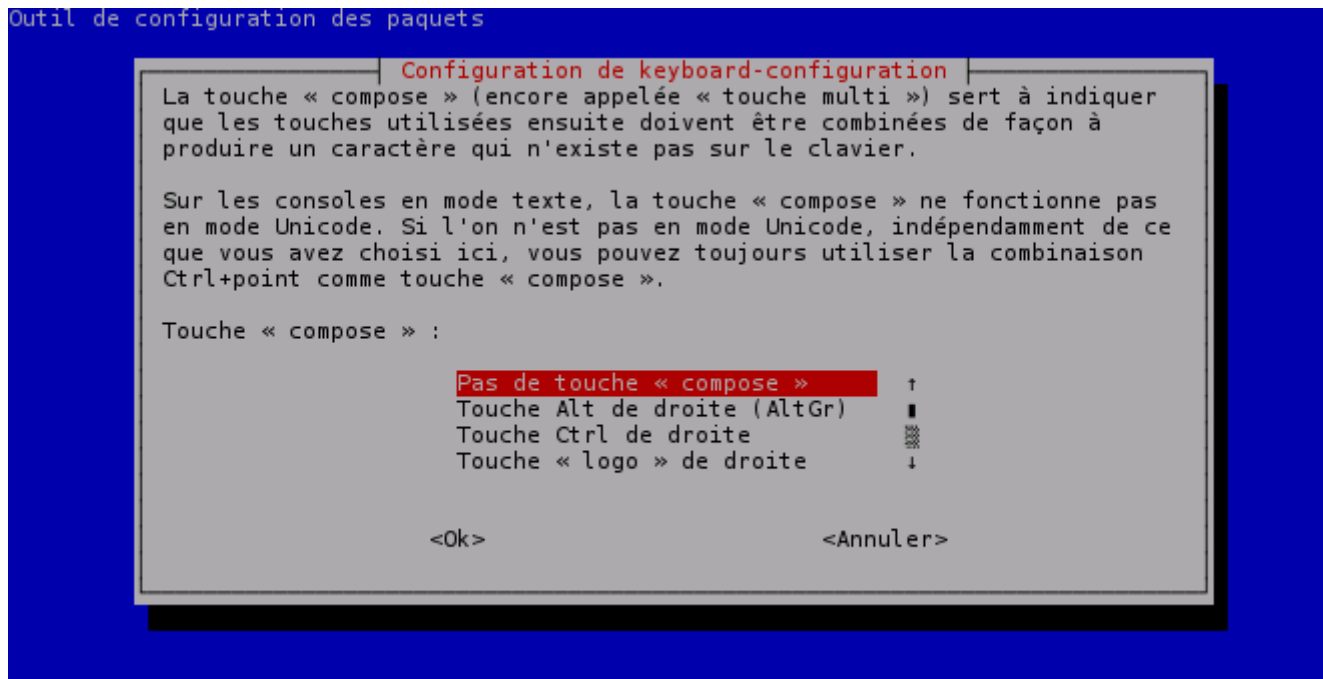 Outil de configuration des paquets
Configuration de keyboard-configuration
La touche « compose » (encore appelée « touche multi ») sert à indiquer
que les touches utilisées ensuite doivent être combinées de façon à
produire un caractère qui n'existe pas sur le clavier.
Sur les consoles en mode texte, la touche « compose » ne fonctionne pas
en mode Unicode. Si l'on n'est pas en mode Unicode, indépendamment de ce
que vous avez choisi ici, vous pouvez toujours utiliser la combinaison
Ctrl+point comme touche « compose ».
Touche « compose » :
Pas de touche « compose »
Touche Alt de droite (AltGr)
Touche Ctrl de droite
Touche « logo » de droite
<Ok> <Annuler>